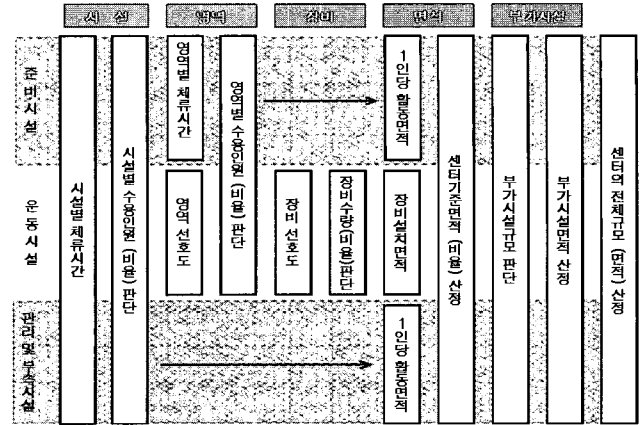 시 설
영역
장비
면적
부가시설
준비시설
운동시설
관리 및 부속시설
시설별 체류시간
시설별 수용인원 (비율) 판단
영역별 체류시간
영역 선호도
영역별 수용인원 (비율) 판단
장비 선호도
장비수량(비율)판단
1인당 활동면적
장비설치면적
1인당 활동면적
센터기준면적 (비율) 산정
부가시설규모 판단
부가시설면적 산정
센터의 전체규모 (면적) 산정